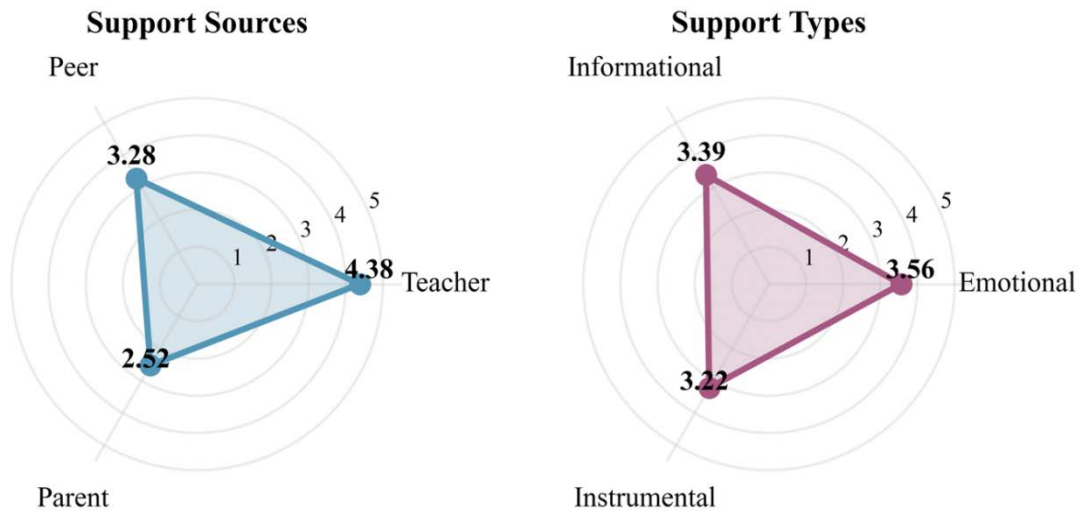 Support Sources
Peer
3.28
5
4
3
2
1
4.38
Teacher
2.52
Parent
Support Types
Informational
3.39
5
4
3
2
1
3.56
Emotional
3.22
Instrumental